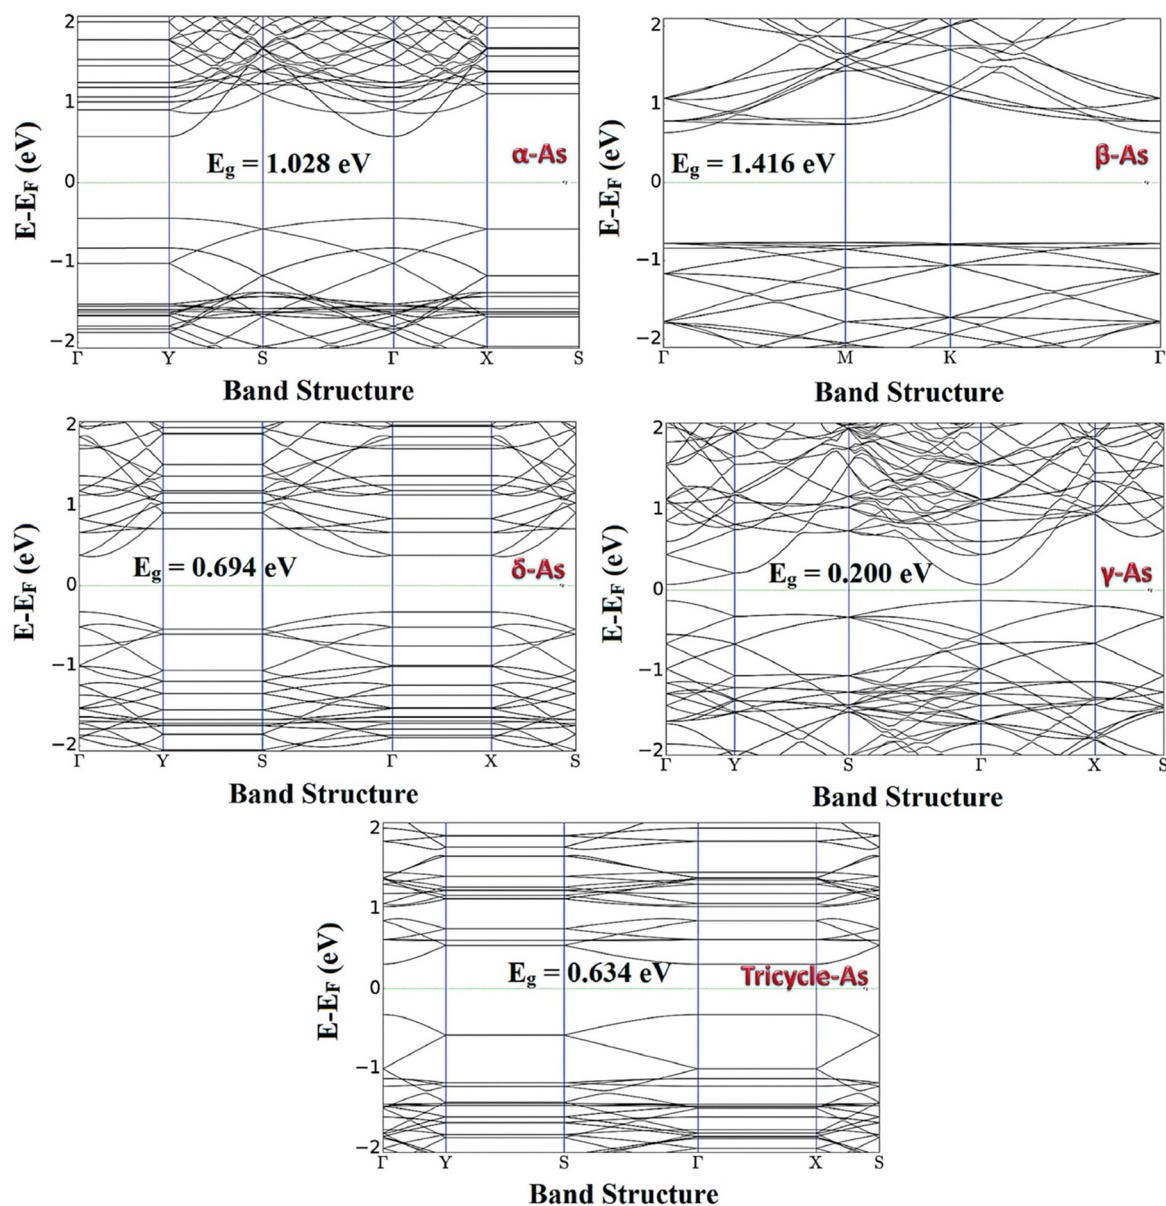 2
1
0
−1
−2
E-E_F (eV)
E_g = 1.028 eV
α-As
Γ Y S Γ X S
Band Structure
2
1
0
−1
−2
E-E_F (eV)
E_g = 1.416 eV
β-As
Γ M K Γ
Band Structure
2
1
0
−1
−2
E-E_F (eV)
E_g = 0.694 eV
δ-As
Γ Y S Γ X S
Band Structure
2
1
0
−1
−2
E-E_F (eV)
E_g = 0.200 eV
γ-As
Γ Y S Γ X S
Band Structure
2
1
0
−1
−2
E-E_F (eV)
E_g = 0.634 eV
Tricycle-As
Γ Y S Γ X S
Band Structure